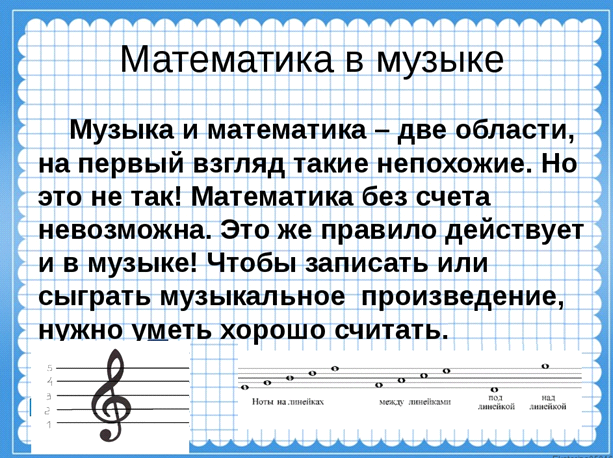 Математика в музыке
Музыка и математика – две области,
на первый взгляд такие непохожие. Но
это не так! Математика без счета
невозможна. Это же правило действует
и в музыке! Чтобы записать или
сыграть музыкальное произведение,
нужно уметь хорошо считать.
5
4
3
2
1
Ноты на линейках
между линейками
под
линейкой
над
линейкой